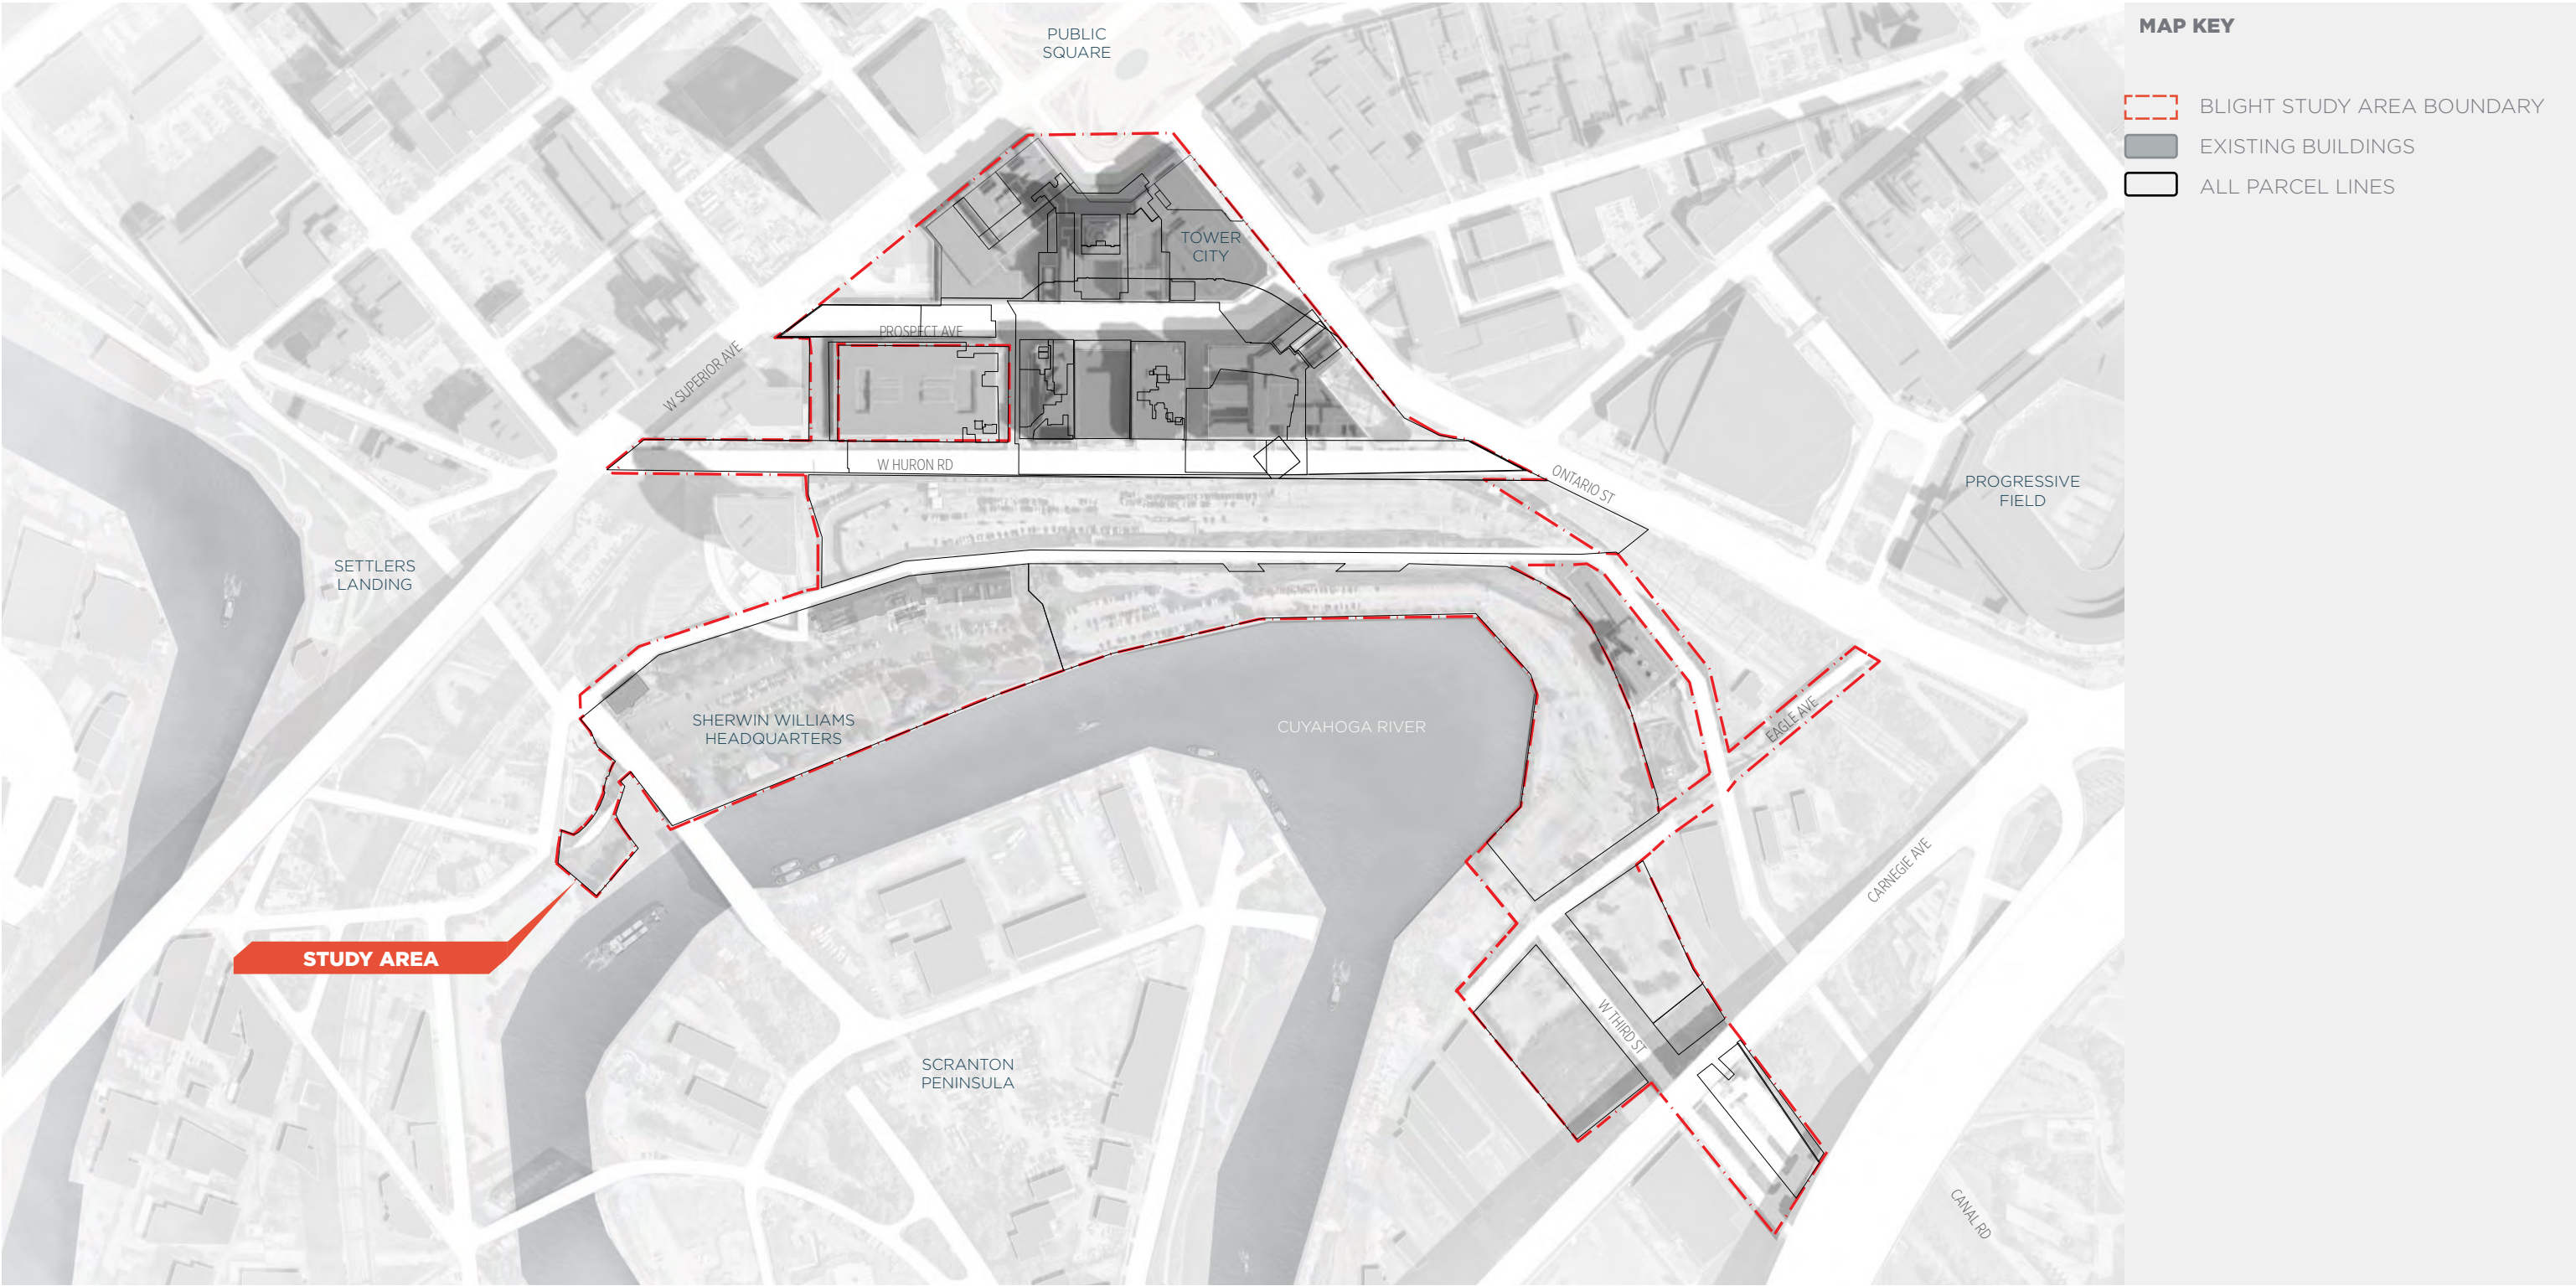 PUBLIC
SQUARE
MAP KEY
BLIGHT STUDY AREA BOUNDARY
EXISTING BUILDINGS
ALL PARCEL LINES
TOWER
CITY
PROSPECT AVE
W SUPERIOR AVE
W HURON RD
ONTARIO ST
PROGRESSIVE
FIELD
SETTLERS
LANDING
SHERWIN WILLIAMS
HEADQUARTERS
CUYAHOGA RIVER
EAGLE AVE
CARNEGIE AVE
STUDY AREA
W THIRD ST
SCRANTON
PENINSULA
CANAL RD